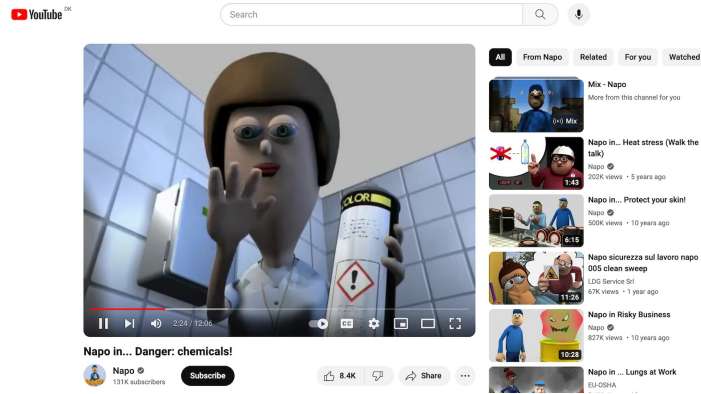 YouTube DK
Search
COLOR
2:24 / 12:06
CC
Napo in... Danger: chemicals!
Napo
131K subscribers
Subscribe
8.4K
Share
All
From Napo
Related
For you
Watched
Mix
Mix - Napo
More from this channel for you
1:43
Napo in... Heat stress (Walk the
talk)
Napo
202K views • 5 years ago
6:15
Napo in... Protect your skin!
Napo
500K views • 10 years ago
11:26
Napo sicurezza sul lavoro napo
005 clean sweep
LDG Service Srl
67K views • 1 year ago
10:28
Napo in Risky Business
Napo
827K views • 10 years ago
Napo in ... Lungs at Work
EU-OSHA